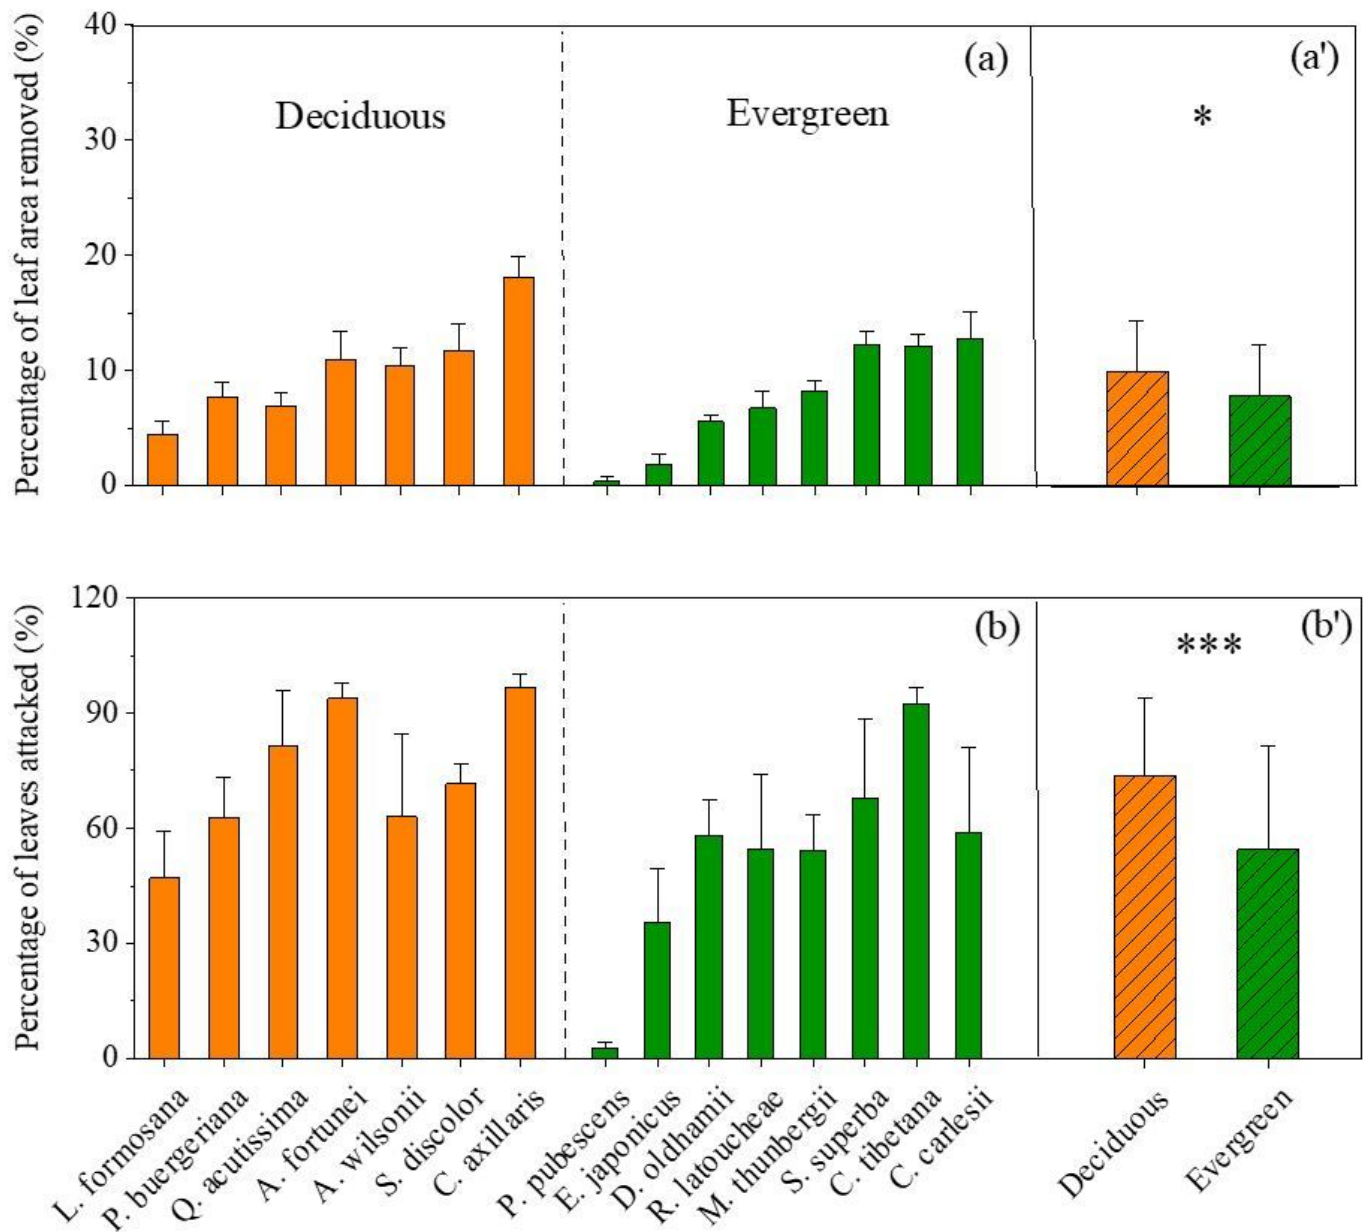 Percentage of leaf area removed (%)
40
30
20
10
0
Deciduous
Evergreen
(a)
(a')
*
Percentage of leaves attacked (%)
120
90
60
30
0
(b)
(b')
***
L. formosana
P. buergeriana
Q. acutissima
A. fortunei
A. wilsonii
S. discolor
C. axillaris
P. pubescens
E. japonicus
D. oldhamii
R. latoucheae
M. thunbergii
S. superba
C. tibetana
C. carlesii
Deciduous
Evergreen